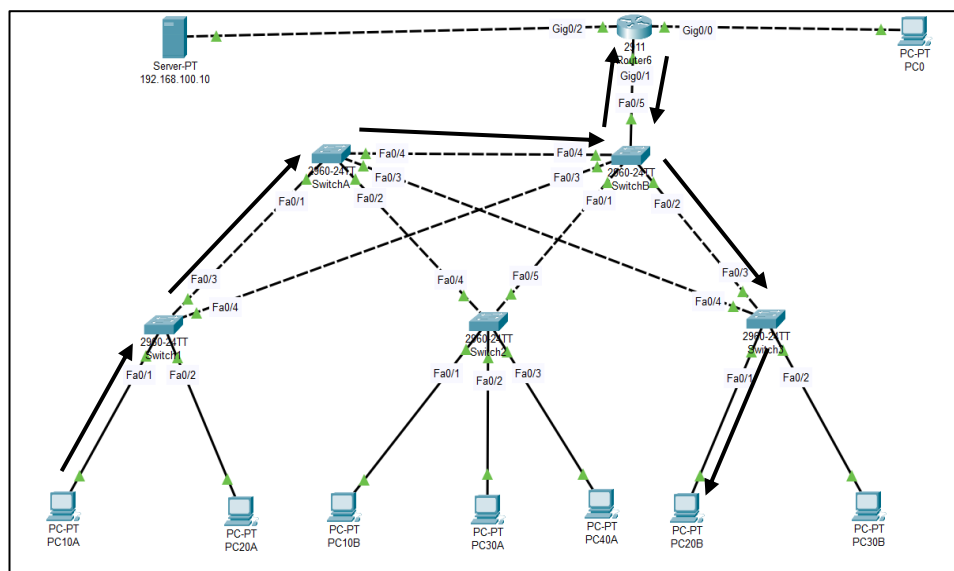 Gig0/2
Gig0/0
Server-PT
192.168.100.10
2911
Router6
Gig0/1
PC-PT
PC0
Fa0/5
Fa0/4
Fa0/4
2960-24TT
SwitchA
Fa0/3
Fa0/3
2960-24TT
SwitchB
Fa0/1
Fa0/2
Fa0/1
Fa0/2
Fa0/3
Fa0/4
Fa0/4
Fa0/5
Fa0/3
Fa0/4
2960-24TT
Switch1
2960-24TT
Switch2
2960-24TT
Switch3
Fa0/1
Fa0/2
Fa0/1
Fa0/2
Fa0/3
Fa0/1
Fa0/2
PC-PT
PC10A
PC-PT
PC20A
PC-PT
PC10B
PC-PT
PC30A
PC-PT
PC40A
PC-PT
PC20B
PC-PT
PC30B